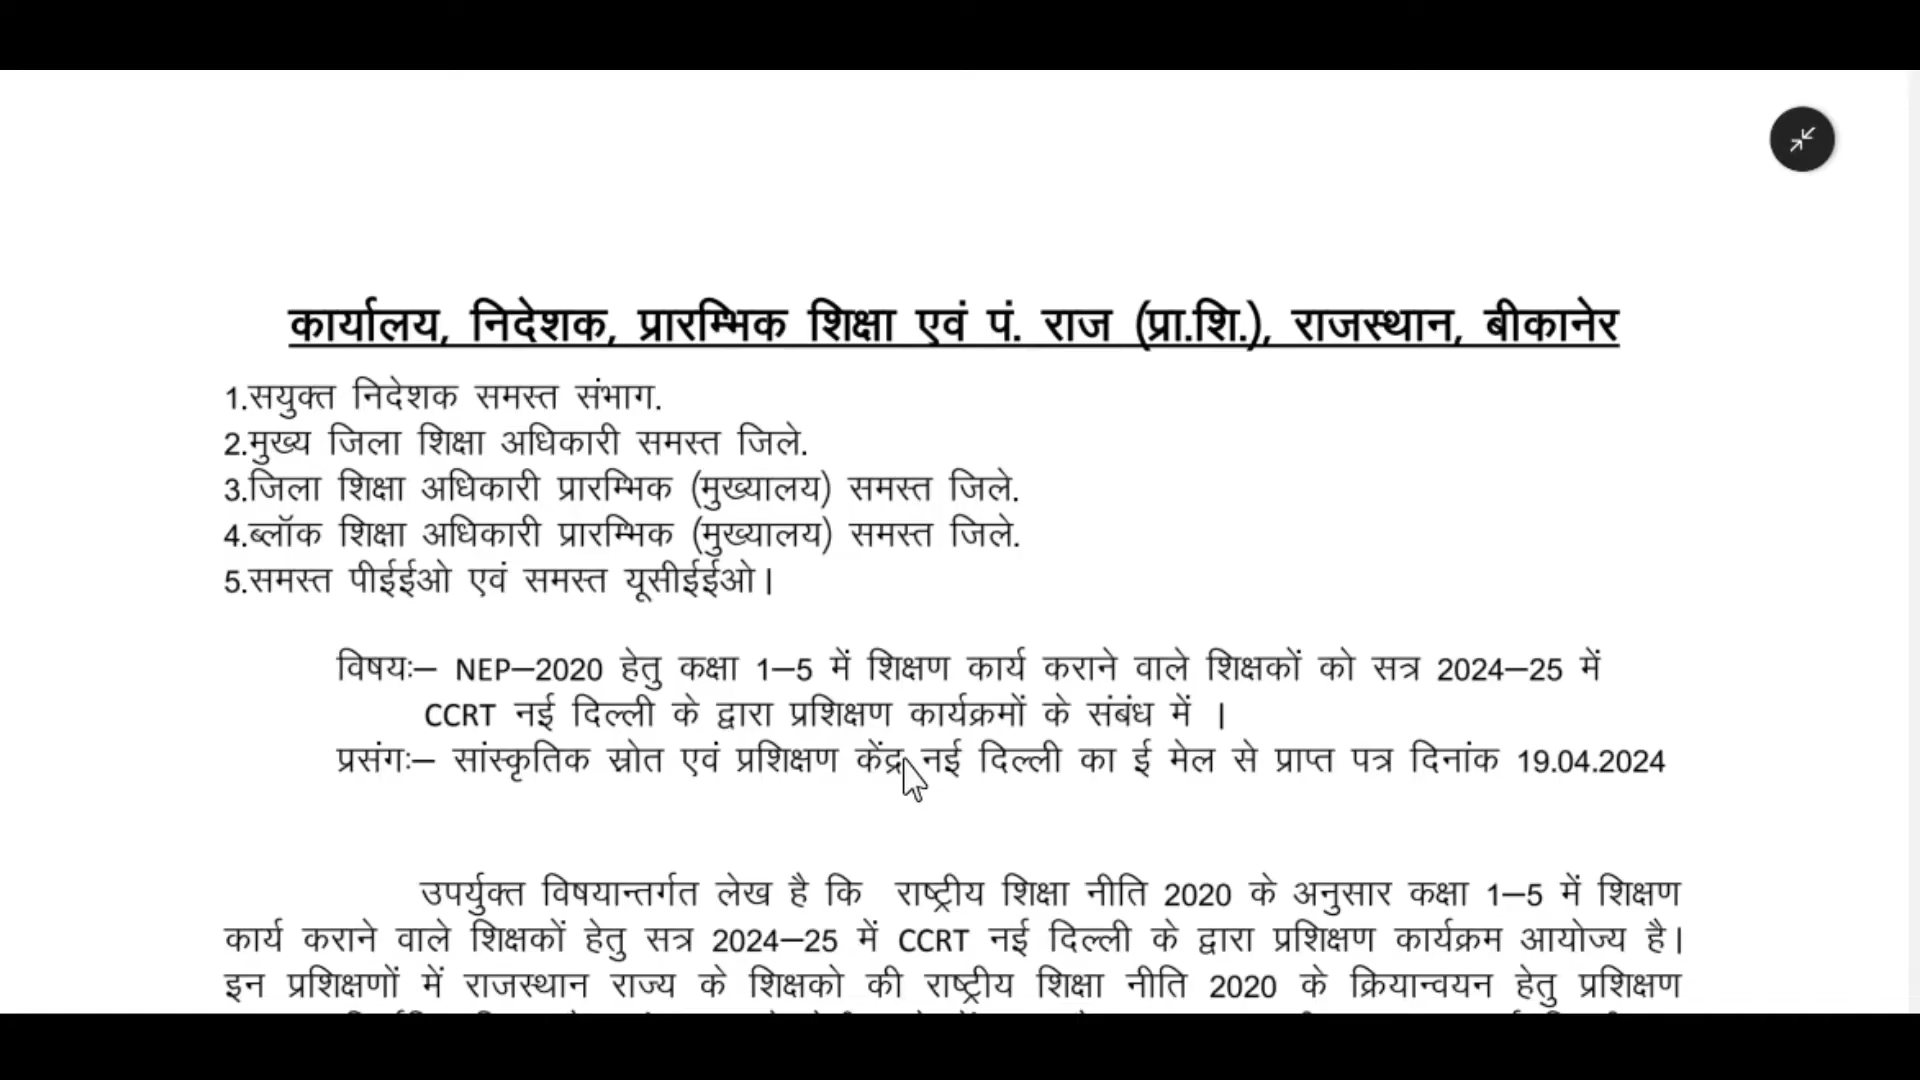 कार्यालय, निदेशक, प्रारम्भिक शिक्षा एवं पं. राज (प्रा.शि.), राजस्थान, बीकानेर
1.सयुक्त निदेशक समस्त संभाग.
2.मुख्य जिला शिक्षा अधिकारी समस्त जिले.
3.जिला शिक्षा अधिकारी प्रारम्भिक (मुख्यालय) समस्त जिले.
4.ब्लॉक शिक्षा अधिकारी प्रारम्भिक (मुख्यालय) समस्त जिले.
5.समस्त पीईईओ एवं समस्त यूसीईईओ।
विषयः– NEP–2020 हेतु कक्षा 1–5 में शिक्षण कार्य कराने वाले शिक्षकों को सत्र 2024–25 में
CCRT नई दिल्ली के द्वारा प्रशिक्षण कार्यक्रमों के संबंध में ।
प्रसंगः– सांस्कृतिक स्रोत एवं प्रशिक्षण केंद्र नई दिल्ली का ई मेल से प्राप्त पत्र दिनांक 19.04.2024
उपर्युक्त विषयान्तर्गत लेख है कि राष्ट्रीय शिक्षा नीति 2020 के अनुसार कक्षा 1–5 में शिक्षण
कार्य कराने वाले शिक्षकों हेतु सत्र 2024–25 में CCRT नई दिल्ली के द्वारा प्रशिक्षण कार्यक्रम आयोज्य है।
इन प्रशिक्षणों में राजस्थान राज्य के शिक्षको की राष्ट्रीय शिक्षा नीति 2020 के क्रियान्वयन हेतु प्रशिक्षण